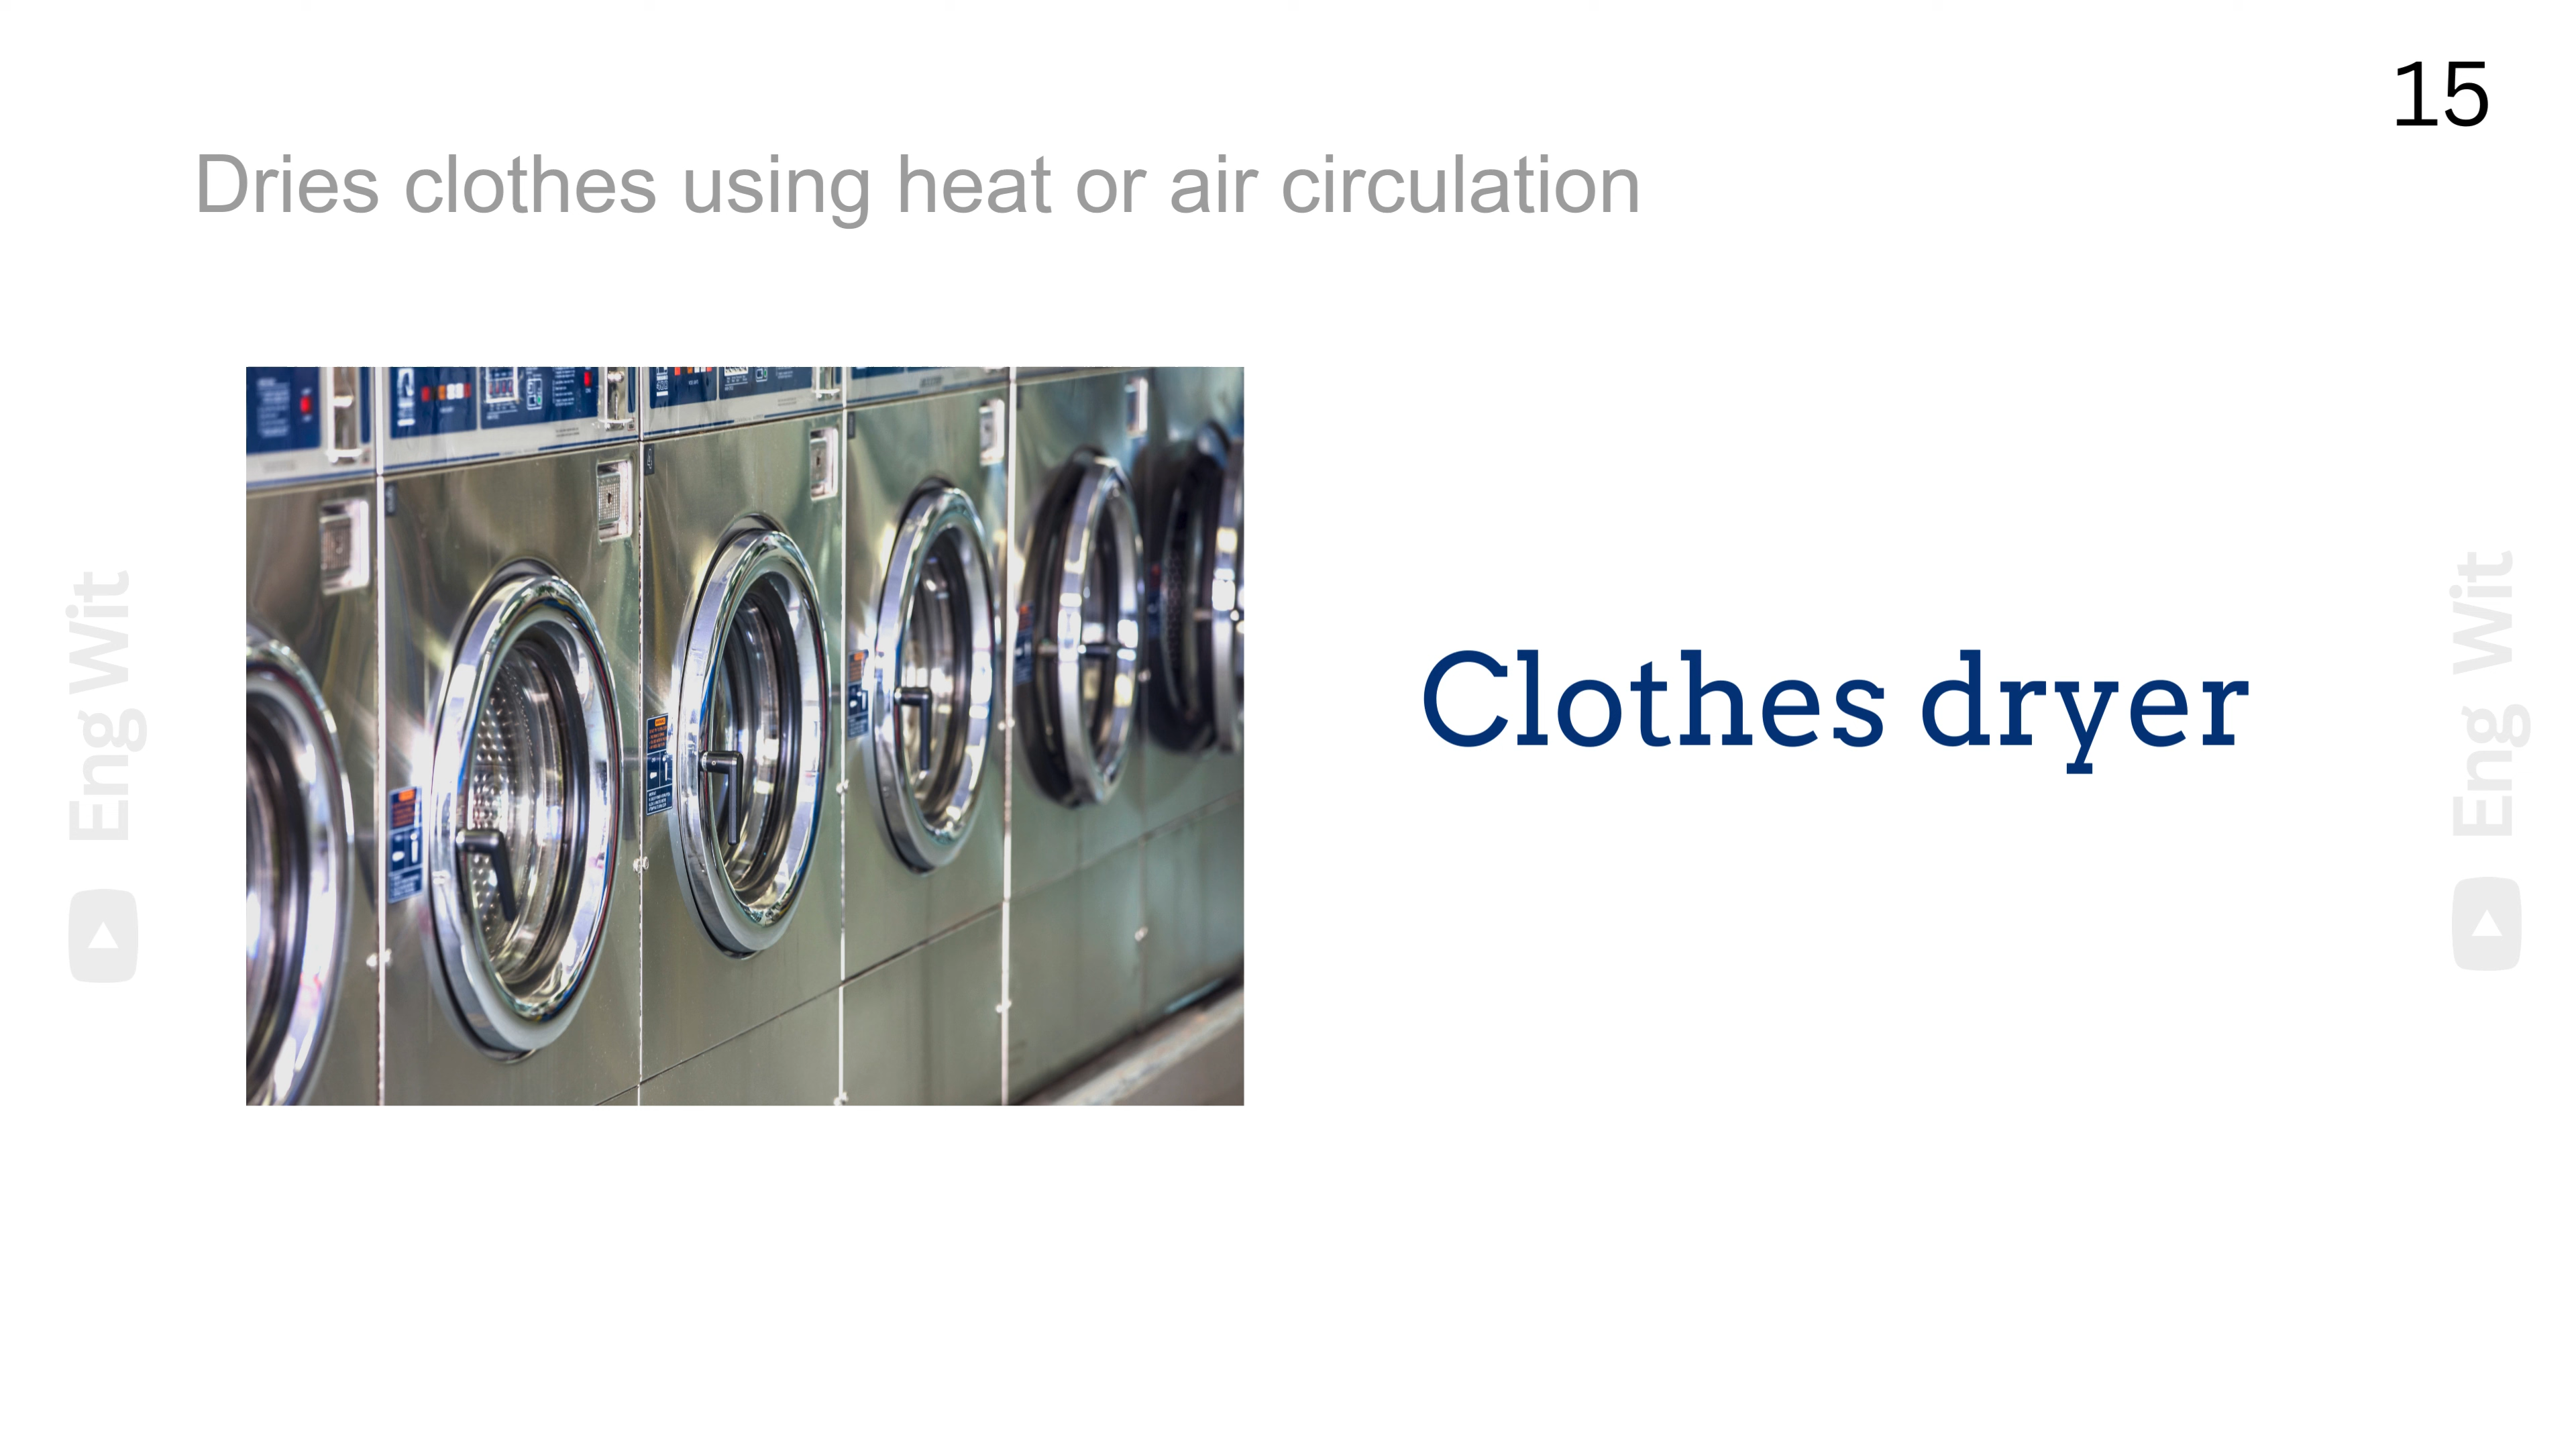 15
Dries clothes using heat or air circulation
Eng Wit
Clothes dryer
Eng Wit